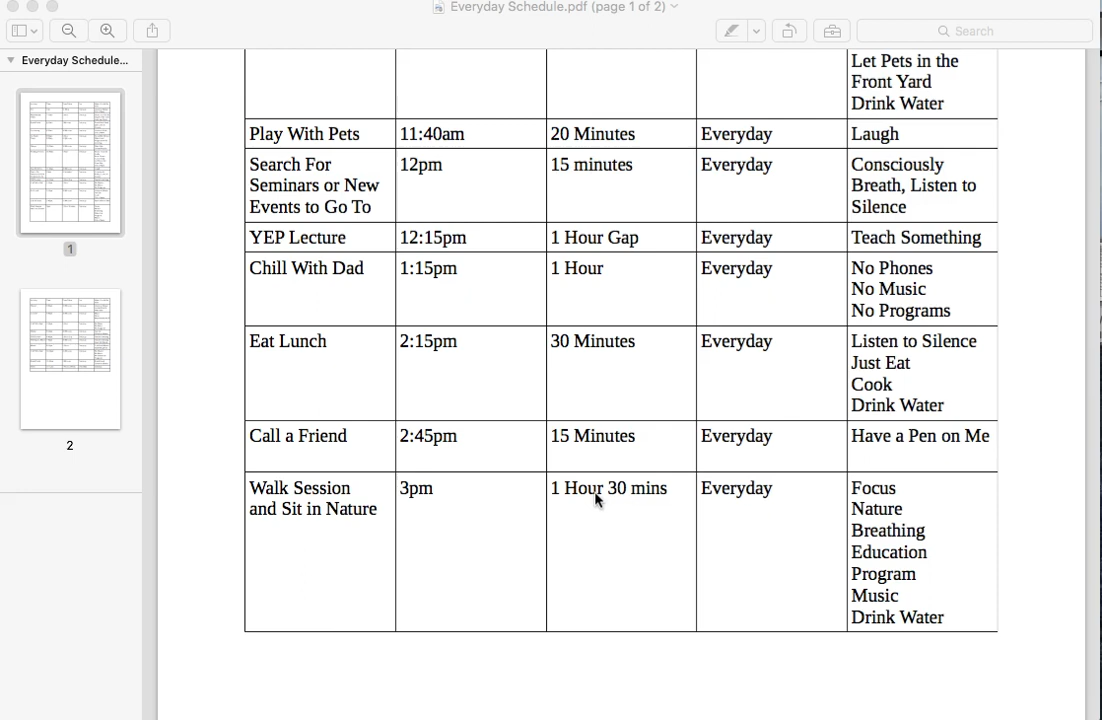 Everyday Schedule.pdf (page 1 of 2)
Search
Everyday Schedule...
1
2
Let Pets in the
Front Yard
Drink Water
Play With Pets 11:40am 20 Minutes Everyday Laugh
Search For 12pm 15 minutes Everyday Consciously
Seminars or New Breath, Listen to
Events to Go To Silence
YEP Lecture 12:15pm 1 Hour Gap Everyday Teach Something
Chill With Dad 1:15pm 1 Hour Everyday No Phones
No Music
No Programs
Eat Lunch 2:15pm 30 Minutes Everyday Listen to Silence
Just Eat
Cook
Drink Water
Call a Friend 2:45pm 15 Minutes Everyday Have a Pen on Me
Walk Session 3pm 1 Hour 30 mins Everyday Focus
and Sit in Nature Nature
Breathing
Education
Program
Music
Drink Water